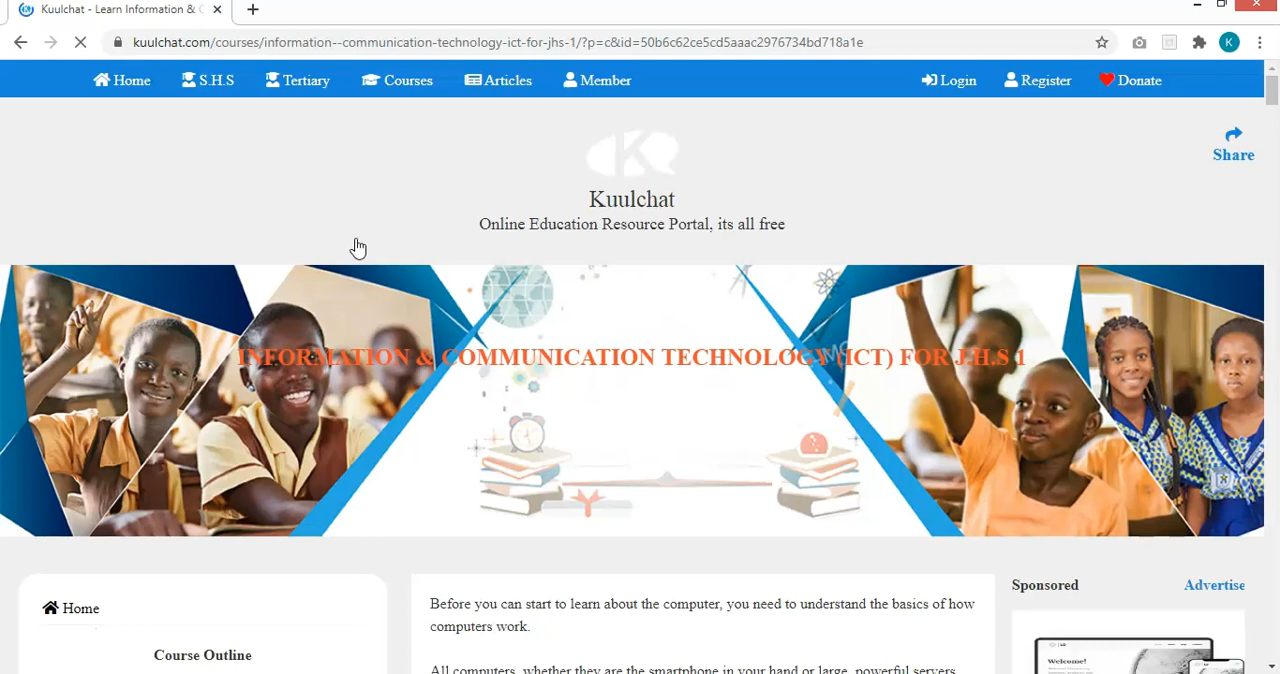 Kuulchat - Learn Information &
kuulchat.com/courses/information--communication-technology-ict-for-jhs-1/?p=c&id=50b6c62ce5cd5aaac2976734bd718a1e
K
Home S.H.S Tertiary Courses Articles Member Login Register Donate
Share
Kuulchat
Online Education Resource Portal, its all free
INFORMATION & COMMUNICATION TECHNOLOGY (ICT) FOR J.H.S 1
Home
Course Outline
Before you can start to learn about the computer, you need to understand the basics of how
computers work.
All computers, whether they are the smartphone in your hand or large, powerful servers
Sponsored Advertise
Welcome!